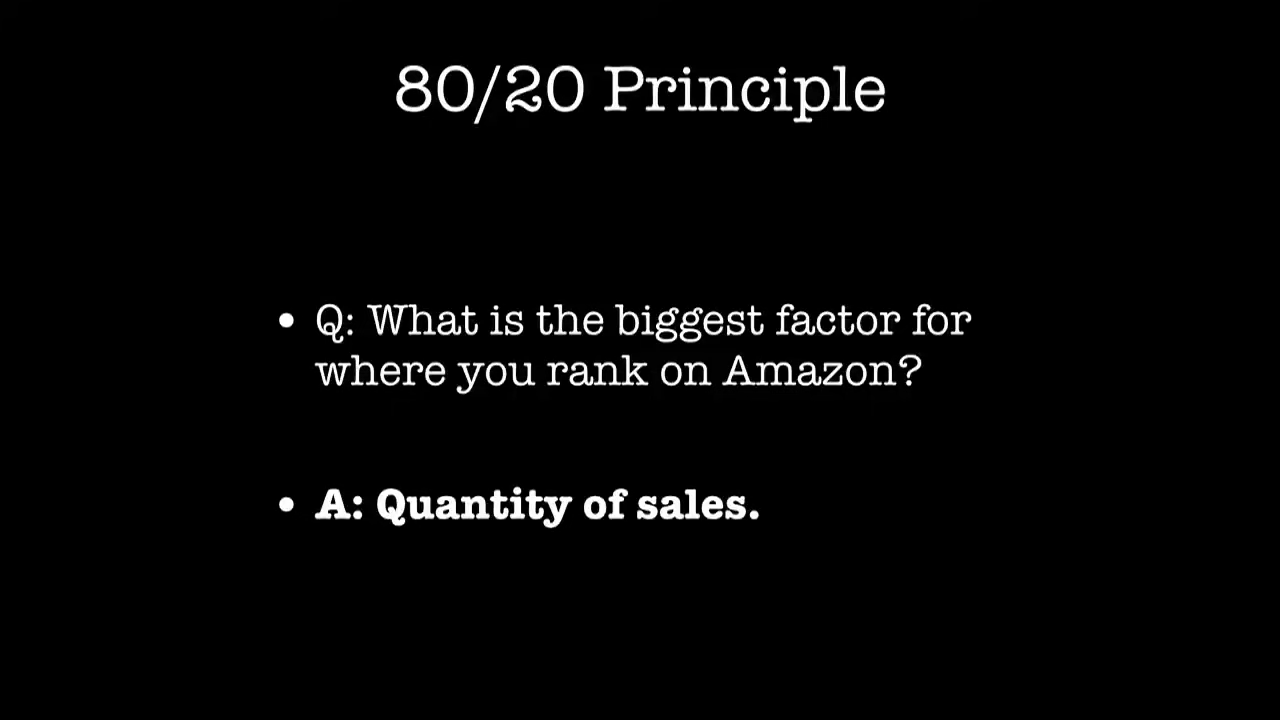 80/20 Principle
• Q: What is the biggest factor for
where you rank on Amazon?
• A: Quantity of sales.